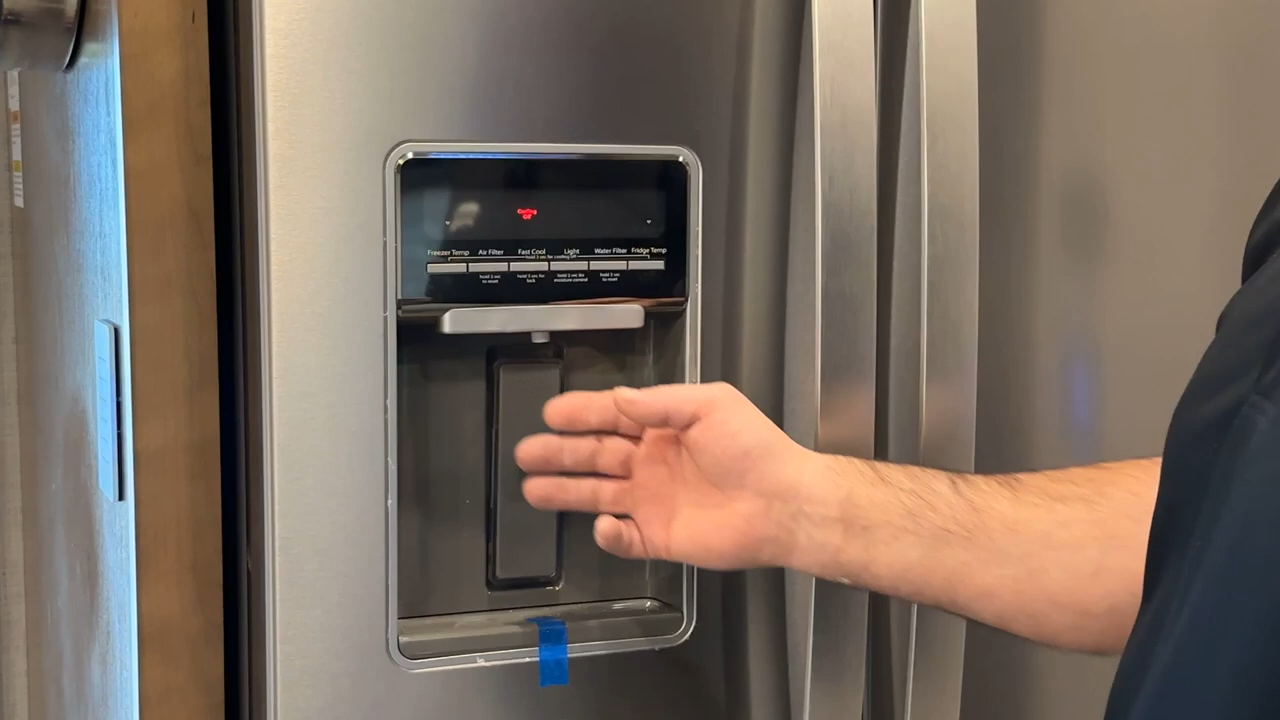 Cooling
Off
Freezer Temp Air Filter Fast Cool Light Water Filter Fridge Temp
hold 3 sec for cooling off
hold 3 sec hold 3 sec for hold 3 sec for hold 3 sec
to reset lock moisture control to reset